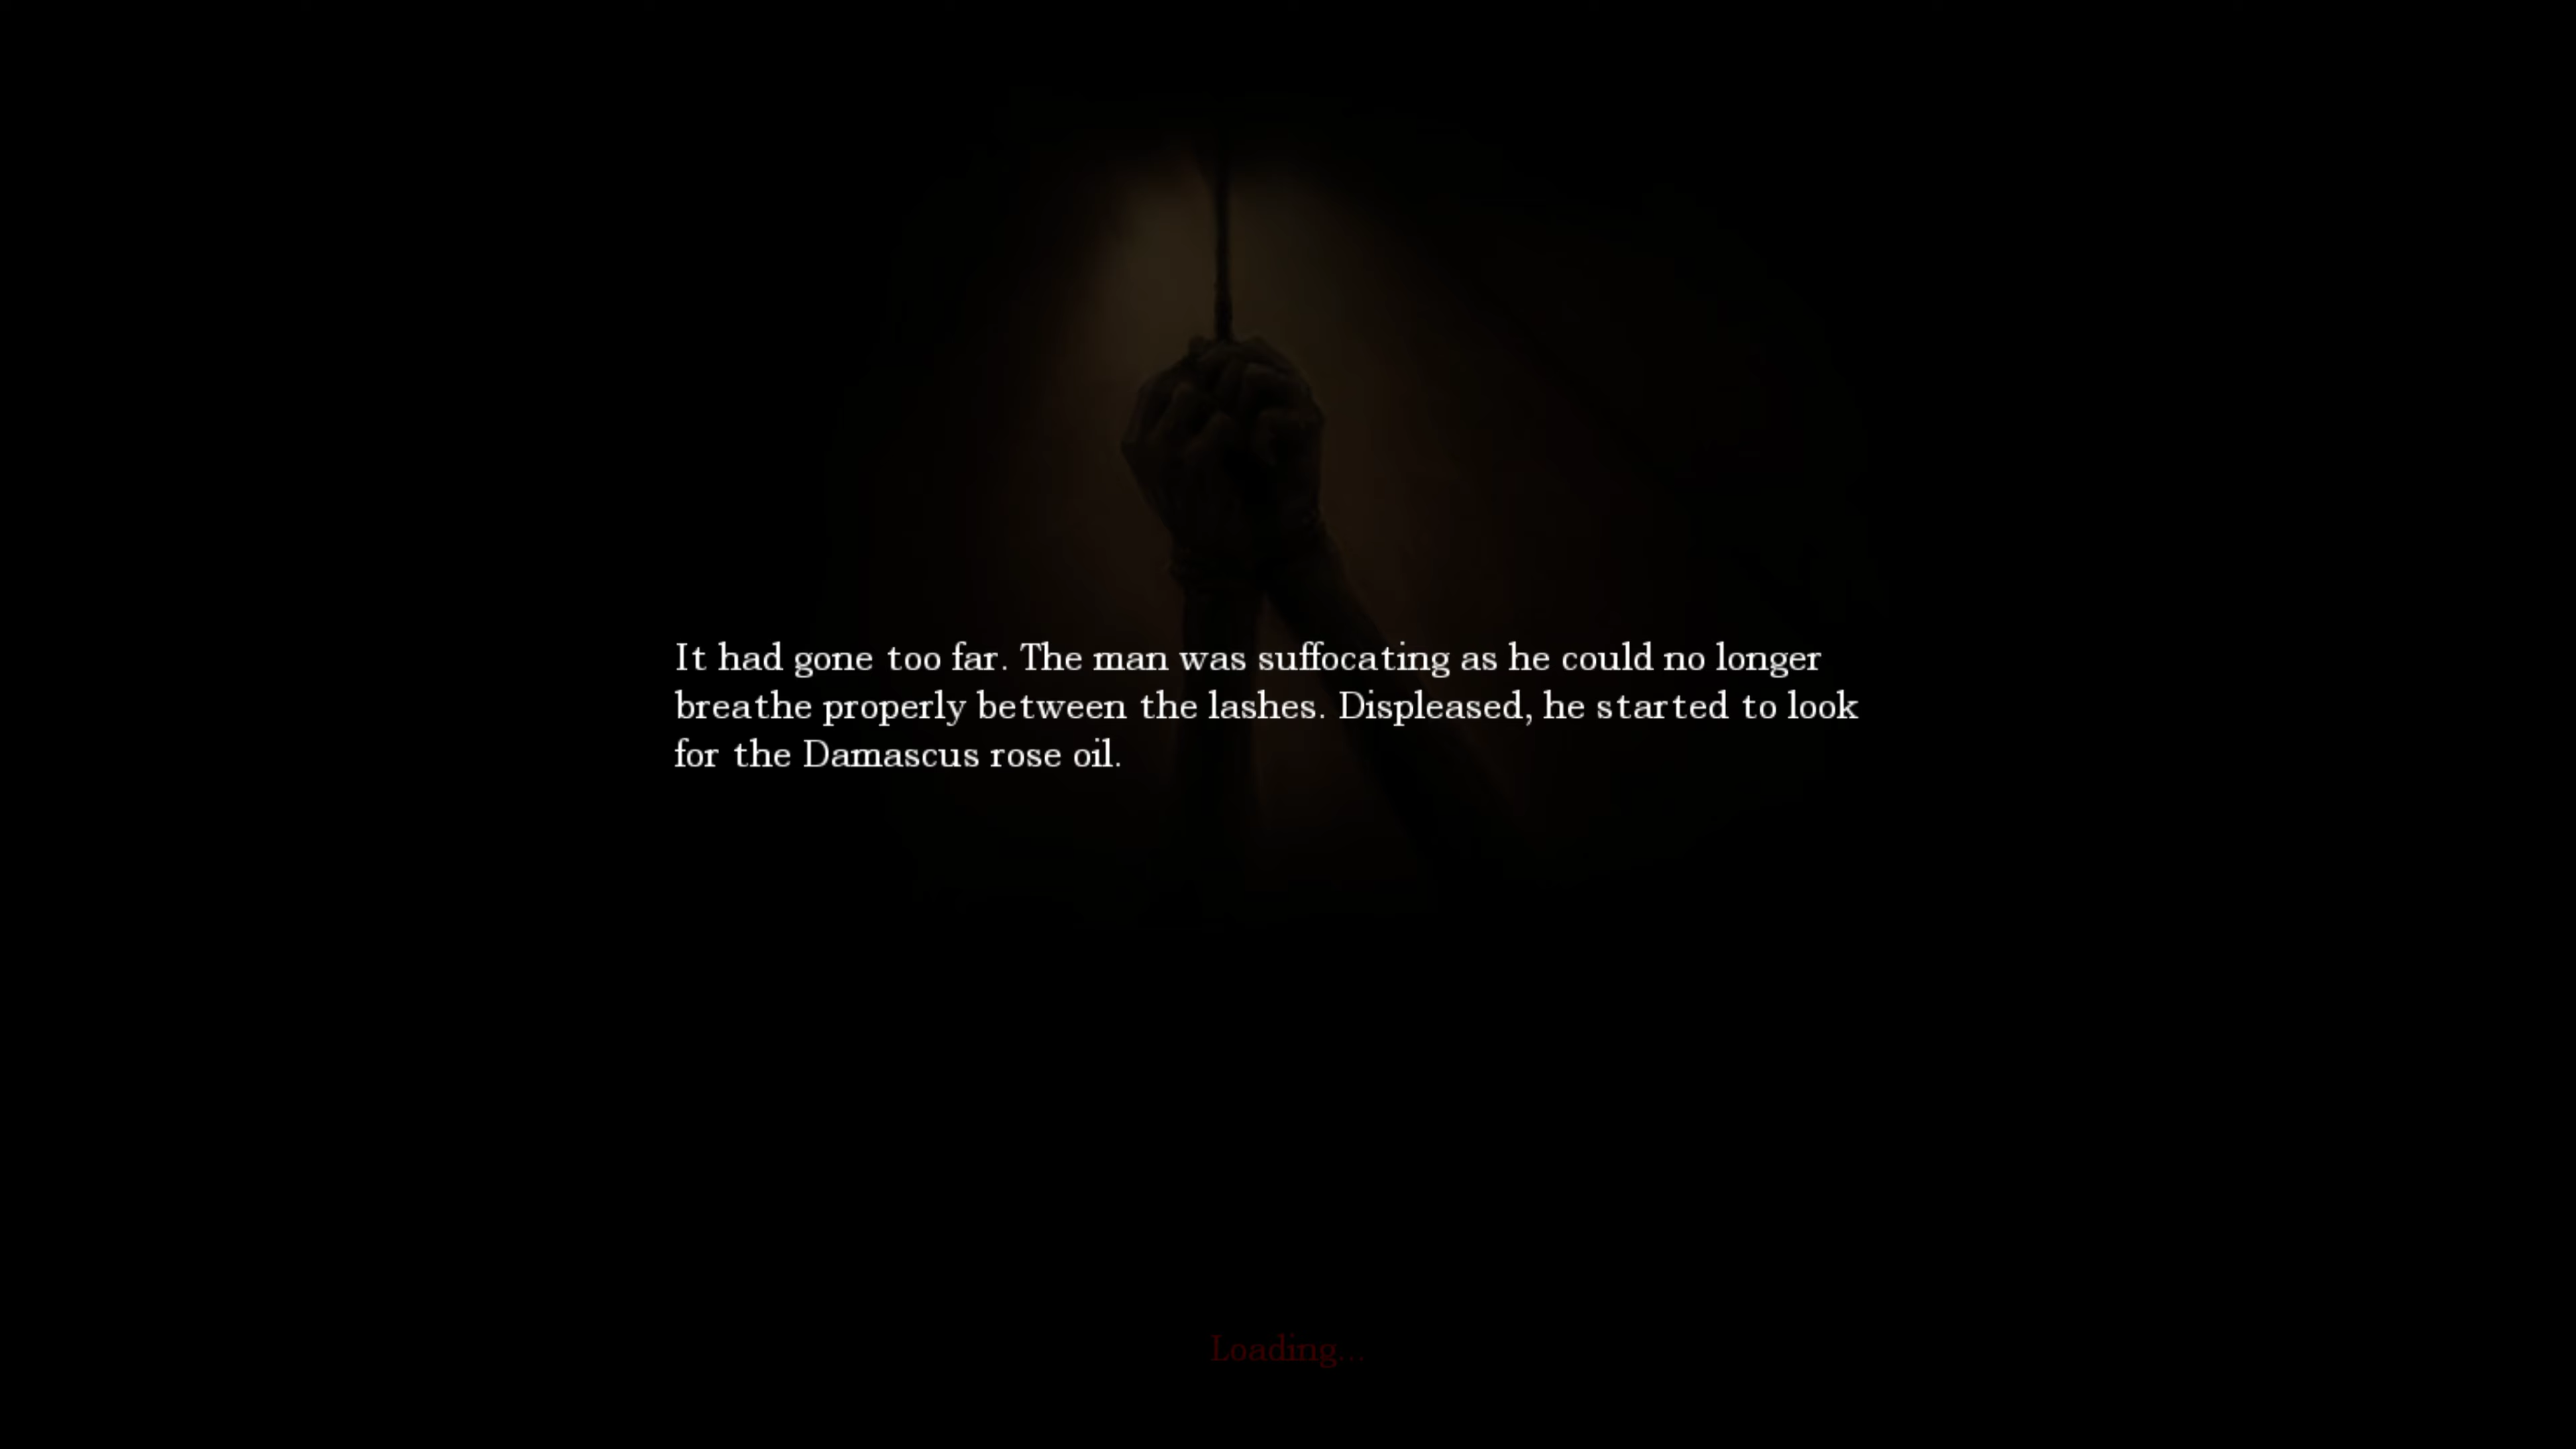 It had gone too far. The man was suffocating as he could no longer
breathe properly between the lashes. Displeased, he started to look
for the Damascus rose oil.
Loading...